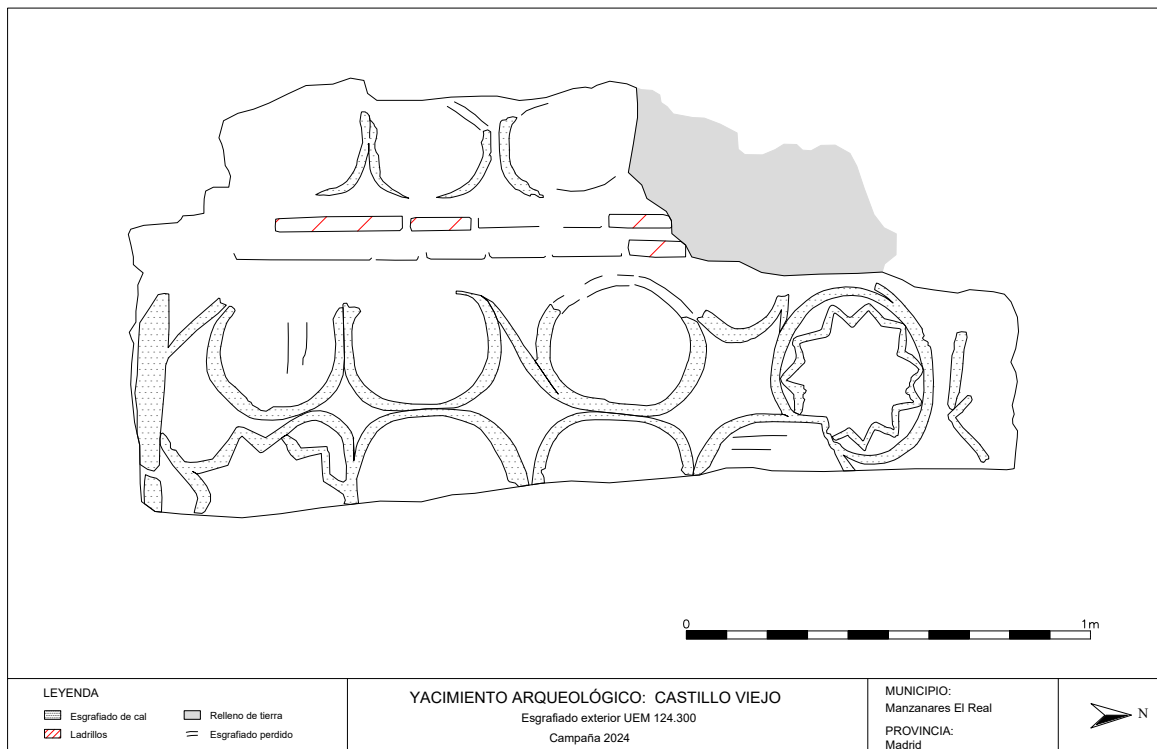 0 1m
LEYENDA
Esgrafiado de cal
Relleno de tierra
Ladrillos
Esgrafiado perdido
YACIMIENTO ARQUEOLÓGICO: CASTILLO VIEJO
Esgrafiado exterior UEM 124.300
Campaña 2024
MUNICIPIO:
Manzanares El Real
PROVINCIA:
Madrid
N